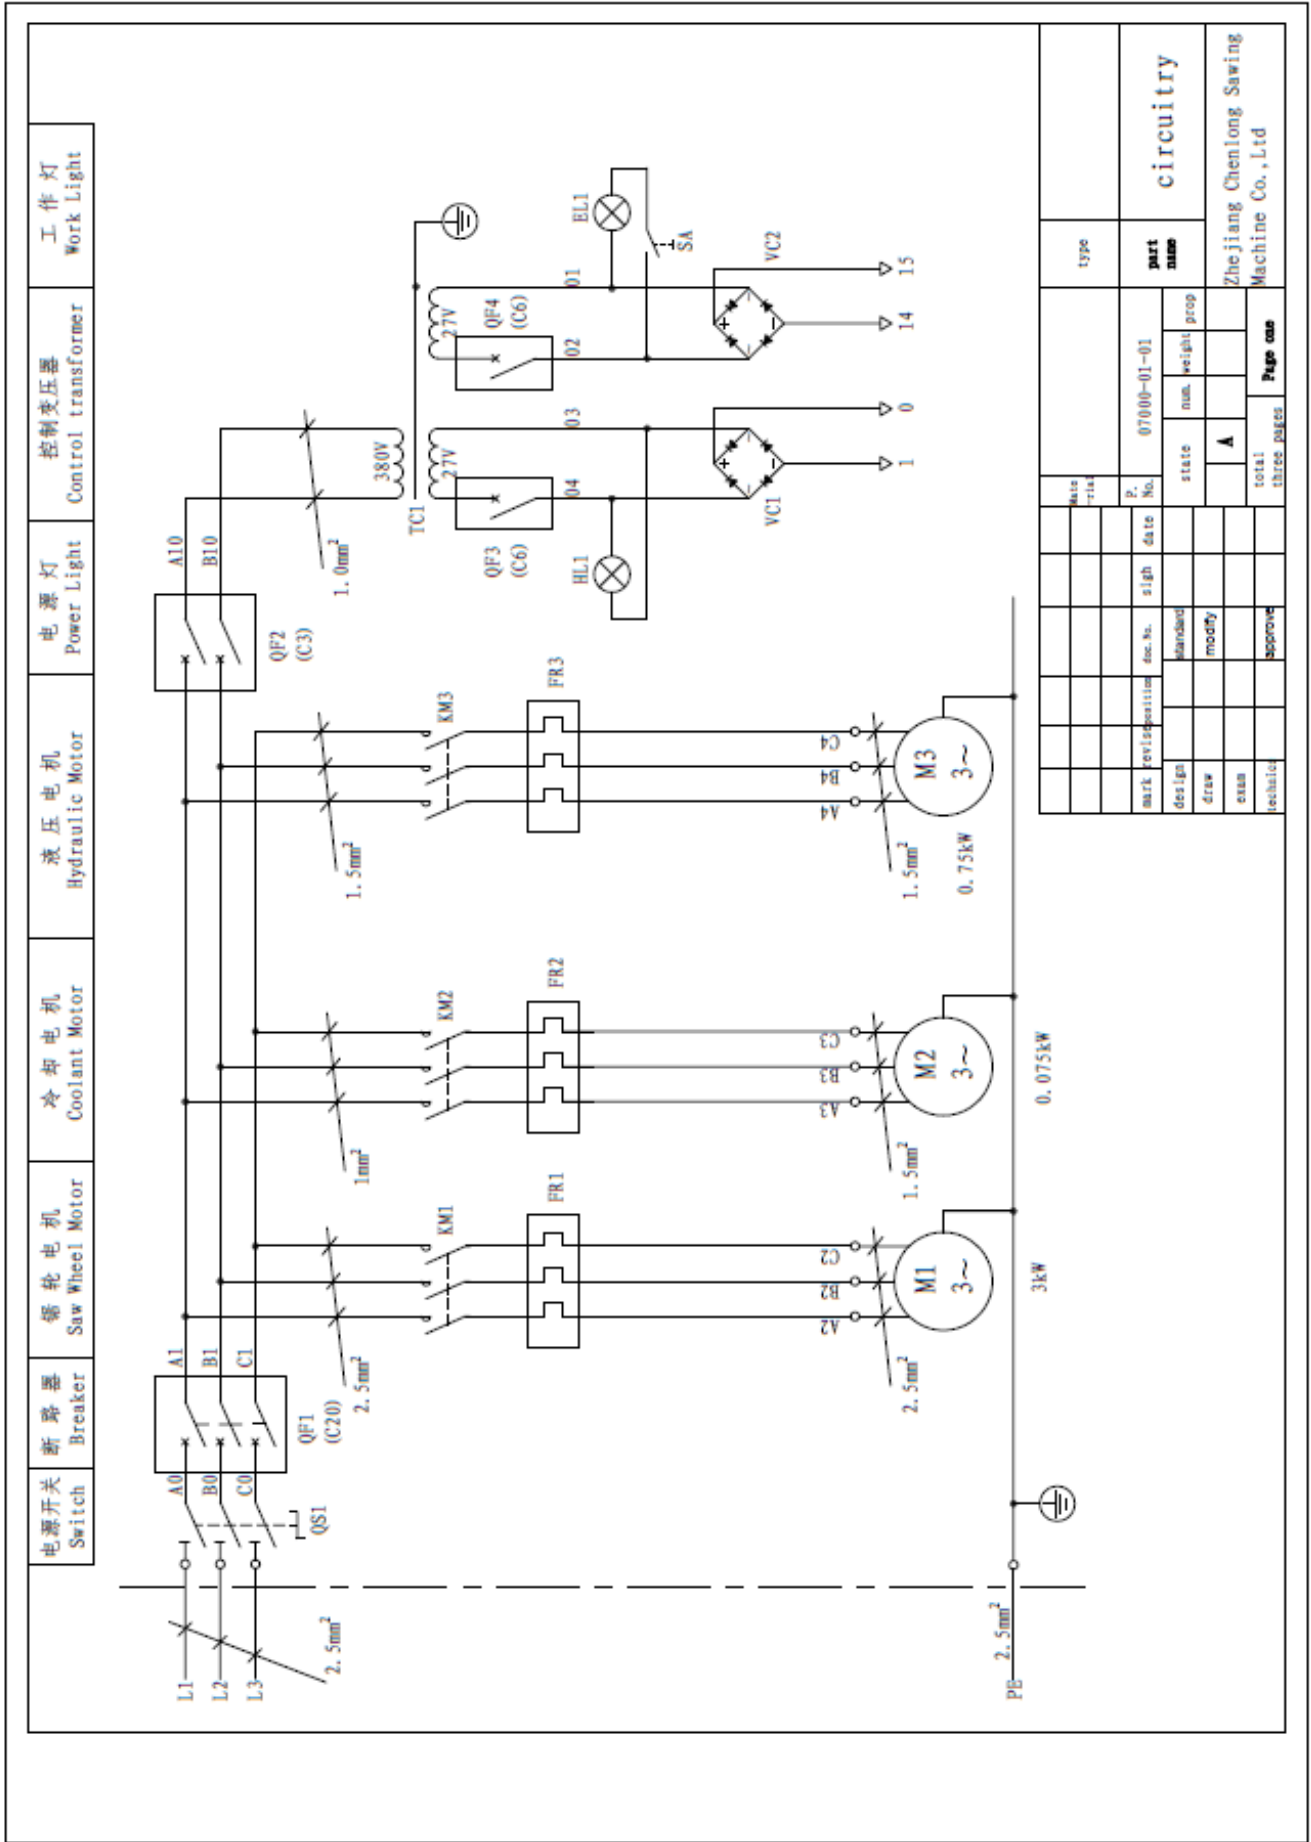 电源开关
Switch
断路器
Breaker
锯轮电机
Saw Wheel Motor
冷却电机
Coolant Motor
液压电机
Hydraulic Motor
电源灯
Power Light
控制变压器
Control transformer
工作灯
Work Light
L1
L2
L3
2.5mm²
A0
B0
C0
QS1
A1
B1
C1
QF1
(C20)
2.5mm²
KM1
FR1
A2
B2
C2
2.5mm²
M1
3~
3kW
1mm²
KM2
FR2
A3
B3
C3
1.5mm²
M2
3~
0.075kW
1.5mm²
KM3
FR3
A4
B4
C4
1.5mm²
M3
3~
0.75kW
PE
2.5mm²
QF2
(C3)
A10
B10
1.0mm²
TC1
380V
27V
27V
QF3
(C6)
QF4
(C6)
04
03
02
01
HL1
EL1
SA
VC1
VC2
1
0
14
15
mark
revise
position
doc.No.
sigh
date
design
standard
draw
modify
exam
technics
approve
Mate
-rial
P.
No.
07000-01-01
state
num.
weight
prop
A
total
three pages
Page one
type
part
name
circuitry
Zhejiang Chenlong Sawing
Machine Co.,Ltd